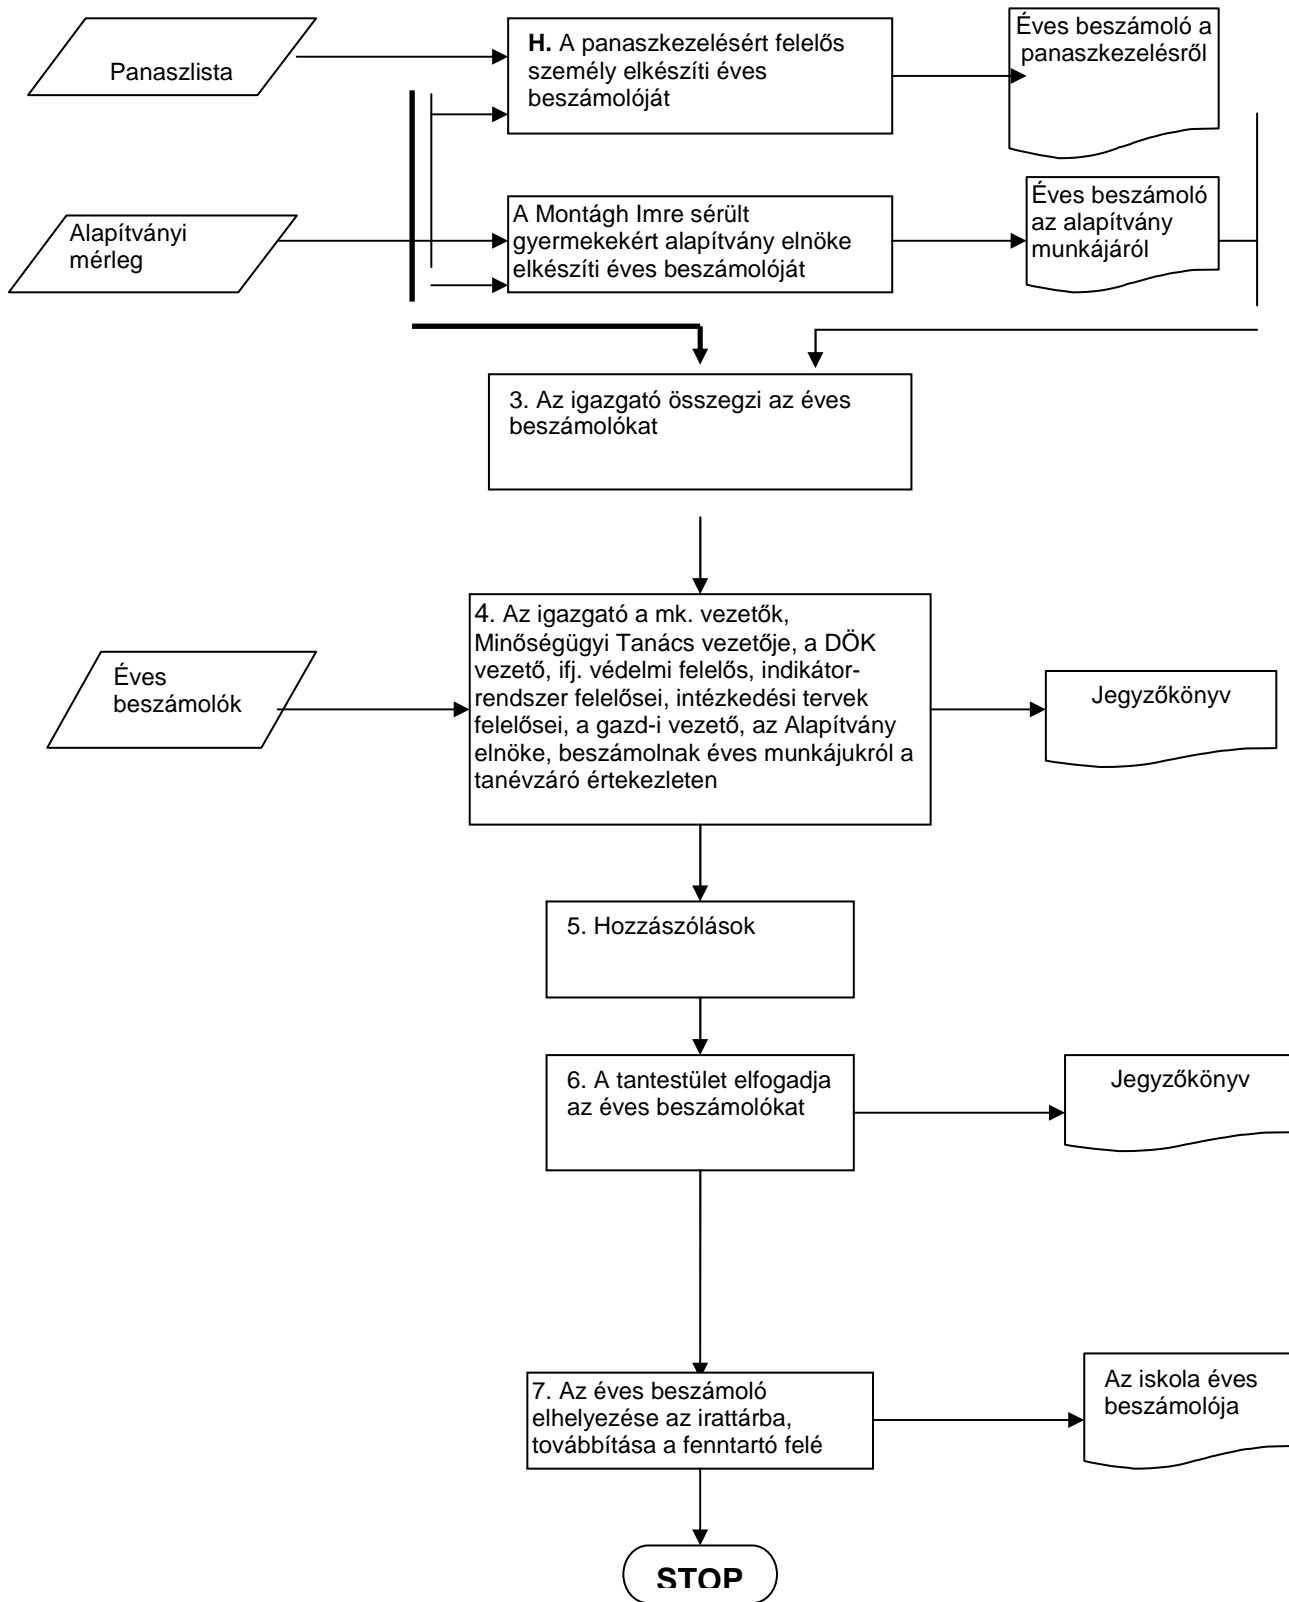 Panaszlista
H. A panaszkezelésért felelős
személy elkészíti éves
beszámolóját
Éves beszámoló a
panaszkezelésről
Alapítványi
mérleg
A Montágh Imre sérült
gyermekekért alapítvány elnöke
elkészíti éves beszámolóját
Éves beszámoló
az alapítvány
munkájáról
3. Az igazgató összegzi az éves
beszámolókat
Éves
beszámolók
4. Az igazgató a mk. vezetők,
Minőségügyi Tanács vezetője, a DÖK
vezető, ifj. védelmi felelős, indikátor-
rendszer felelősei, intézkedési tervek
felelősei, a gazd-i vezető, az Alapítvány
elnöke, beszámolnak éves munkájukról a
tanévzáró értekezleten
Jegyzőkönyv
5. Hozzászólások
6. A tantestület elfogadja
az éves beszámolókat
Jegyzőkönyv
7. Az éves beszámoló
elhelyezése az irattárba,
továbbítása a fenntartó felé
Az iskola éves
beszámolója
STOP